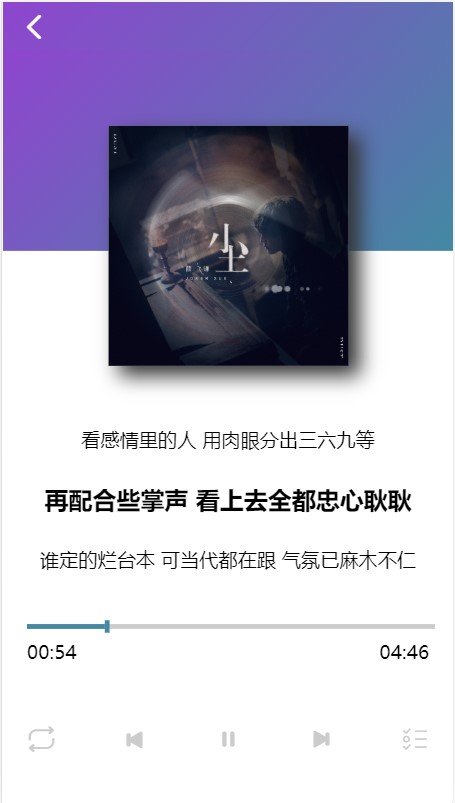 尘
看感情里的人 用肉眼分出三六九等
再配合些掌声 看上去全都忠心耿耿
谁定的烂台本 可当代都在跟 气氛已麻木不仁
00:54 04:46